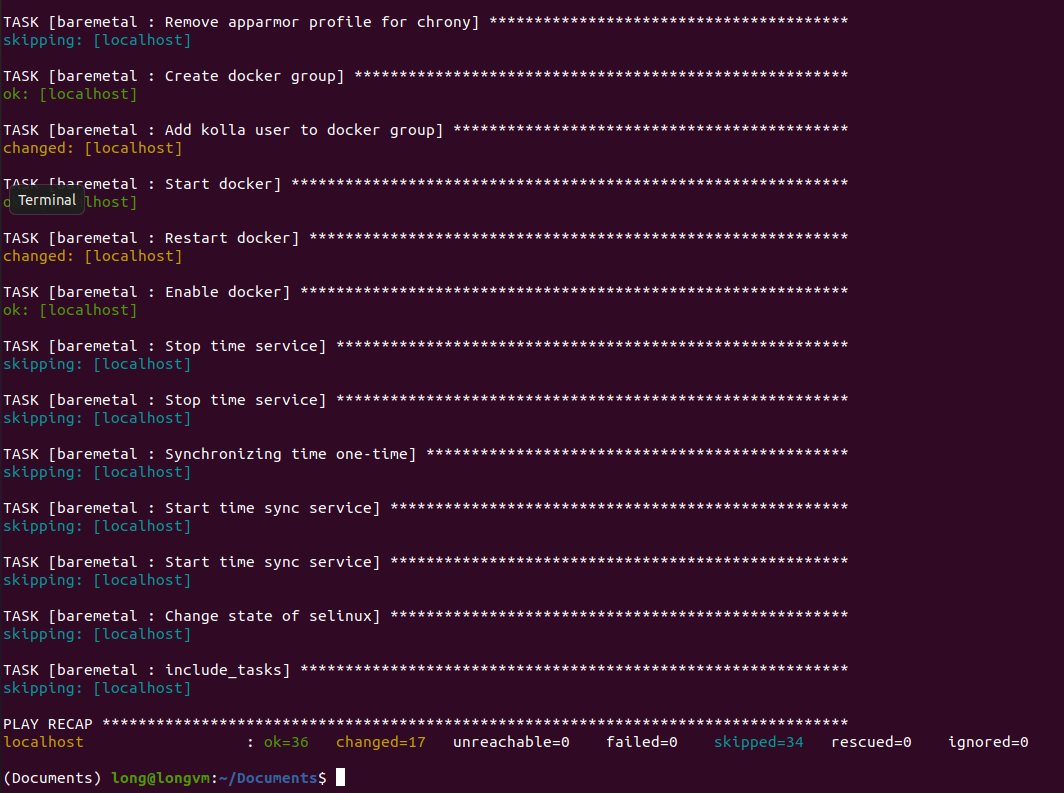 TASK [baremetal : Remove apparmor profile for chrony] ****************************************
skipping: [localhost]
TASK [baremetal : Create docker group] *******************************************************
ok: [localhost]
TASK [baremetal : Add kolla user to docker group] ********************************************
changed: [localhost]
TASK [baremetal : Start docker] **************************************************************
Terminal
lhost]
TASK [baremetal : Restart docker] ************************************************************
changed: [localhost]
TASK [baremetal : Enable docker] *************************************************************
ok: [localhost]
TASK [baremetal : Stop time service] *********************************************************
skipping: [localhost]
TASK [baremetal : Stop time service] *********************************************************
skipping: [localhost]
TASK [baremetal : Synchronizing time one-time] ***********************************************
skipping: [localhost]
TASK [baremetal : Start time sync service] ***************************************************
skipping: [localhost]
TASK [baremetal : Start time sync service] ***************************************************
skipping: [localhost]
TASK [baremetal : Change state of selinux] ***************************************************
skipping: [localhost]
TASK [baremetal : include_tasks] *************************************************************
skipping: [localhost]
PLAY RECAP ***********************************************************************************
localhost : ok=36 changed=17 unreachable=0 failed=0 skipped=34 rescued=0 ignored=0
(Documents) long@longvm:~/Documents$